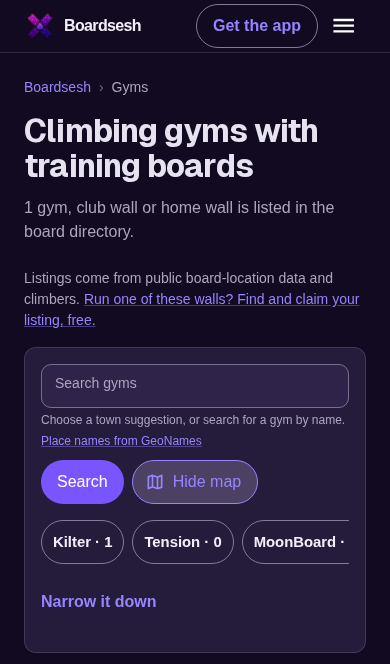 Boardsesh
Get the app
Boardsesh › Gyms
Climbing gyms with
training boards
1 gym, club wall or home wall is listed in the
board directory.
Listings come from public board-location data and
climbers. Run one of these walls? Find and claim your
listing, free.
Search gyms
Choose a town suggestion, or search for a gym by name.
Place names from GeoNames
Search
Hide map
Kilter · 1
Tension · 0
MoonBoard ·
Narrow it down